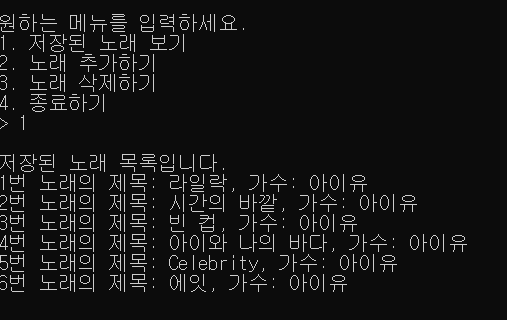 원하는 메뉴를 입력하세요.
1. 저장된 노래 보기
2. 노래 추가하기
3. 노래 삭제하기
4. 종료하기
> 1
저장된 노래 목록입니다.
1번 노래의 제목: 라일락, 가수: 아이유
2번 노래의 제목: 시간의 바깥, 가수: 아이유
3번 노래의 제목: 빈 컵, 가수: 아이유
4번 노래의 제목: 아이와 나의 바다, 가수: 아이유
5번 노래의 제목: Celebrity, 가수: 아이유
6번 노래의 제목: 에잇, 가수: 아이유